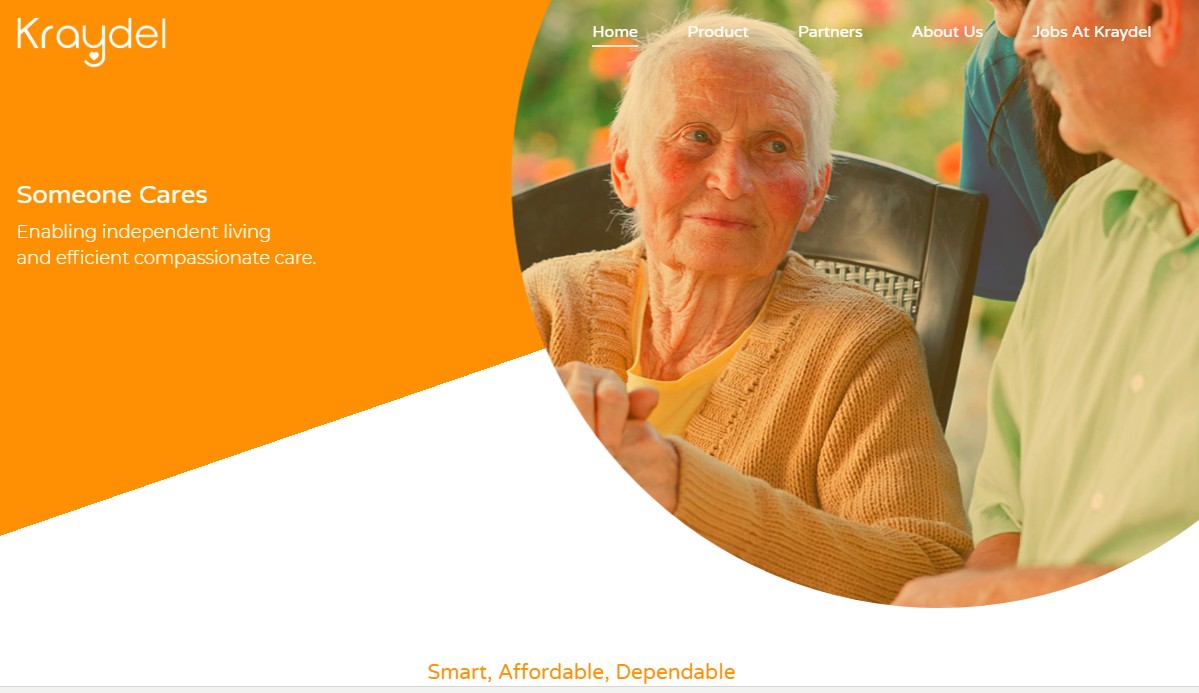 Kraydel
Home Product Partners About Us Jobs At Kraydel
Someone Cares
Enabling independent living
and efficient compassionate care.
Smart, Affordable, Dependable